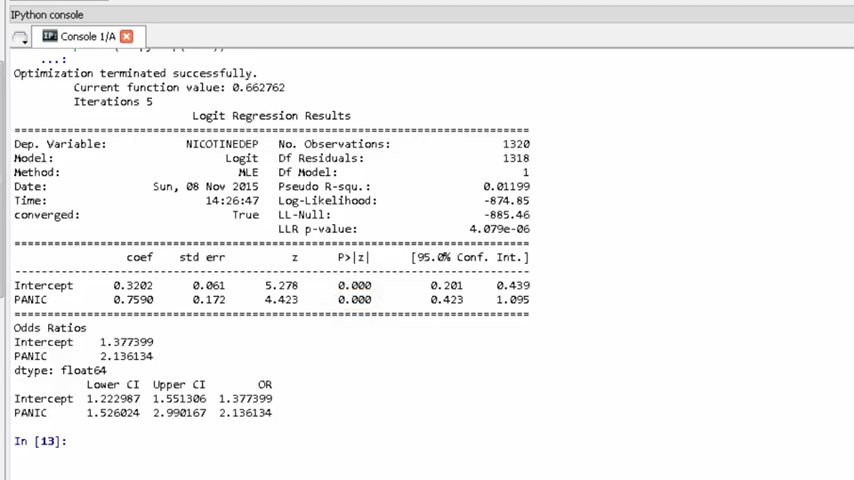 IPython console
IP: Console 1/A
...:
Optimization terminated successfully.
Current function value: 0.662762
Iterations 5
Logit Regression Results
==============================================================================
Dep. Variable: NICOTINEDEP No. Observations: 1320
Model: Logit Df Residuals: 1318
Method: MLE Df Model: 1
Date: Sun, 08 Nov 2015 Pseudo R-squ.: 0.01199
Time: 14:26:47 Log-Likelihood: -874.85
converged: True LL-Null: -885.46
LLR p-value: 4.079e-06
==============================================================================
coef std err z P>|z| [95.0% Conf. Int.]
------------------------------------------------------------------------------
Intercept 0.3202 0.061 5.278 0.000 0.201 0.439
PANIC 0.7590 0.172 4.423 0.000 0.423 1.095
==============================================================================
Odds Ratios
Intercept 1.377399
PANIC 2.136134
dtype: float64
Lower CI Upper CI OR
Intercept 1.222987 1.551306 1.377399
PANIC 1.526024 2.990167 2.136134
In [13]: